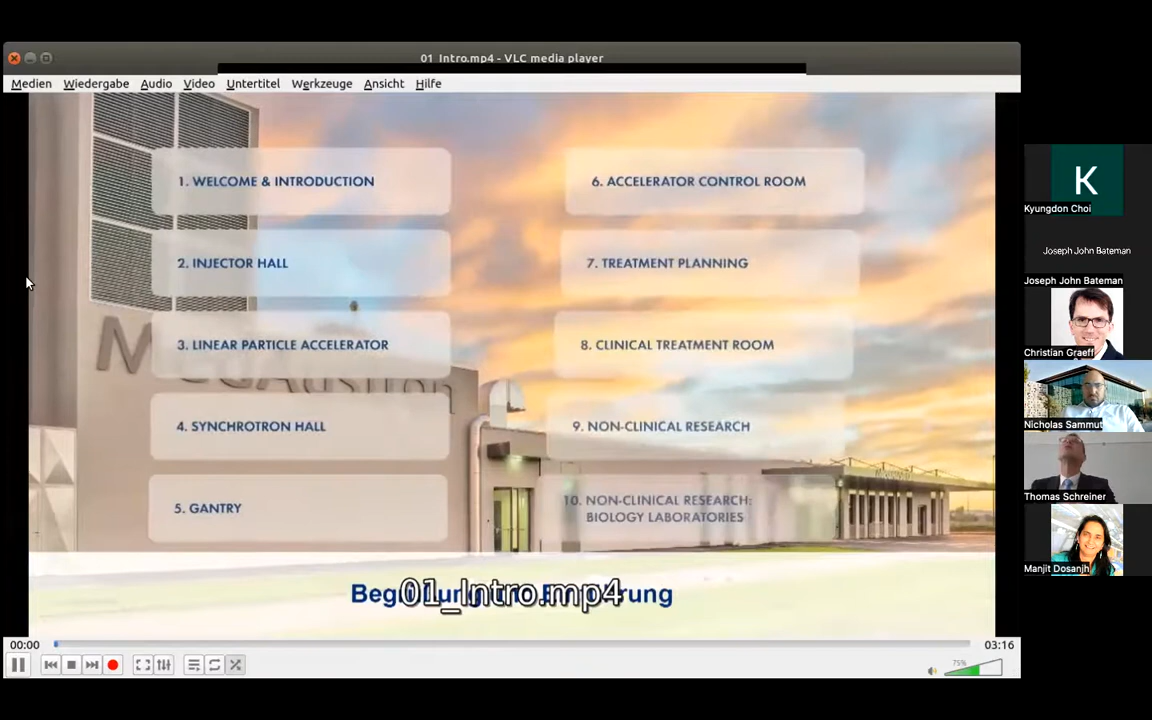 01_Intro.mp4 - VLC media player
Medien Wiedergabe Audio Video Untertitel Werkzeuge Ansicht Hilfe
1. WELCOME & INTRODUCTION
2. INJECTOR HALL
3. LINEAR PARTICLE ACCELERATOR
4. SYNCHROTRON HALL
5. GANTRY
6. ACCELERATOR CONTROL ROOM
7. TREATMENT PLANNING
8. CLINICAL TREATMENT ROOM
9. NON-CLINICAL RESEARCH
10. NON-CLINICAL RESEARCH:
BIOLOGY LABORATORIES
01_Intro.mp4
00:00
03:16
75%
K
Kyungdon Choi
Joseph John Bateman
Joseph John Bateman
Christian Graeff
Nicholas Sammut
Thomas Schreiner
Manjit Dosanjh